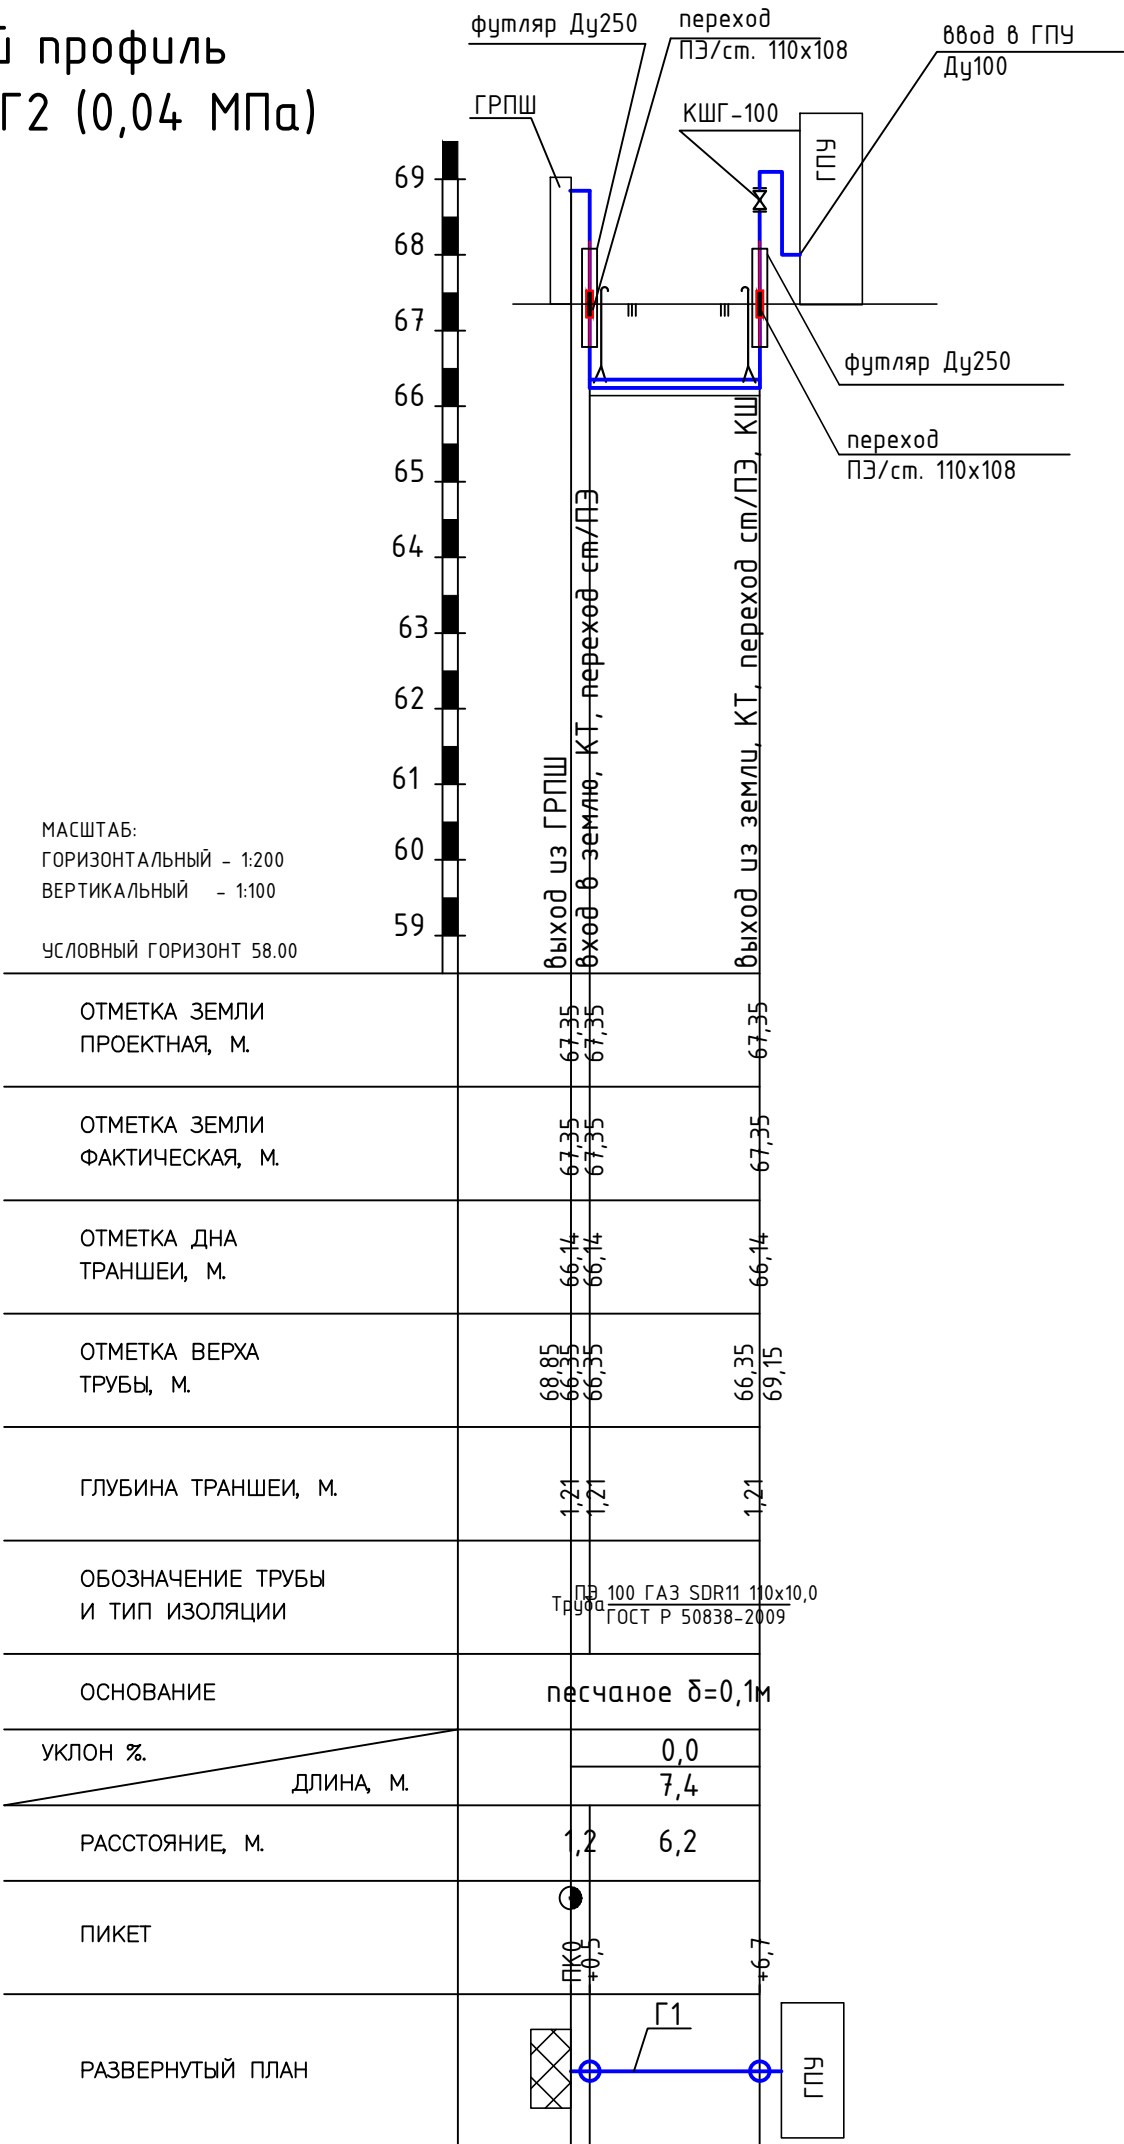 й профиль
Г2 (0,04 МПа)
футляр Ду250
переход
ПЭ/ст. 110х108
ввод в ГПУ
Ду100
ГРПШ
КШГ-100
ГПУ
69
68
67
66
65
64
63
62
61
60
59
футляр Ду250
переход
ПЭ/ст. 110х108
выход из ГРПШ
вход в землю, КТ, переход ст/ПЭ
выход из земли, КТ, переход ст/ПЭ, КШ
МАСШТАБ:
ГОРИЗОНТАЛЬНЫЙ - 1:200
ВЕРТИКАЛЬНЫЙ - 1:100
УСЛОВНЫЙ ГОРИЗОНТ 58.00
ОТМЕТКА ЗЕМЛИ
ПРОЕКТНАЯ, М.
67,35
67,35
67,35
ОТМЕТКА ЗЕМЛИ
ФАКТИЧЕСКАЯ, М.
67,35
67,35
67,35
ОТМЕТКА ДНА
ТРАНШЕИ, М.
66,14
66,14
66,14
ОТМЕТКА ВЕРХА
ТРУБЫ, М.
68,85
66,35
66,35
66,35
69,15
ГЛУБИНА ТРАНШЕИ, М.
1,21
1,21
1,21
ОБОЗНАЧЕНИЕ ТРУБЫ
И ТИП ИЗОЛЯЦИИ
Труба
ПЭ 100 ГАЗ SDR11 110х10,0
ГОСТ Р 50838-2009
ОСНОВАНИЕ
песчаное δ=0,1м
УКЛОН %.
ДЛИНА, М.
0,0
7,4
РАССТОЯНИЕ, М.
1,2
6,2
ПИКЕТ
ПК0
+0,5
+6,7
РАЗВЕРНУТЫЙ ПЛАН
Г1
ГПУ